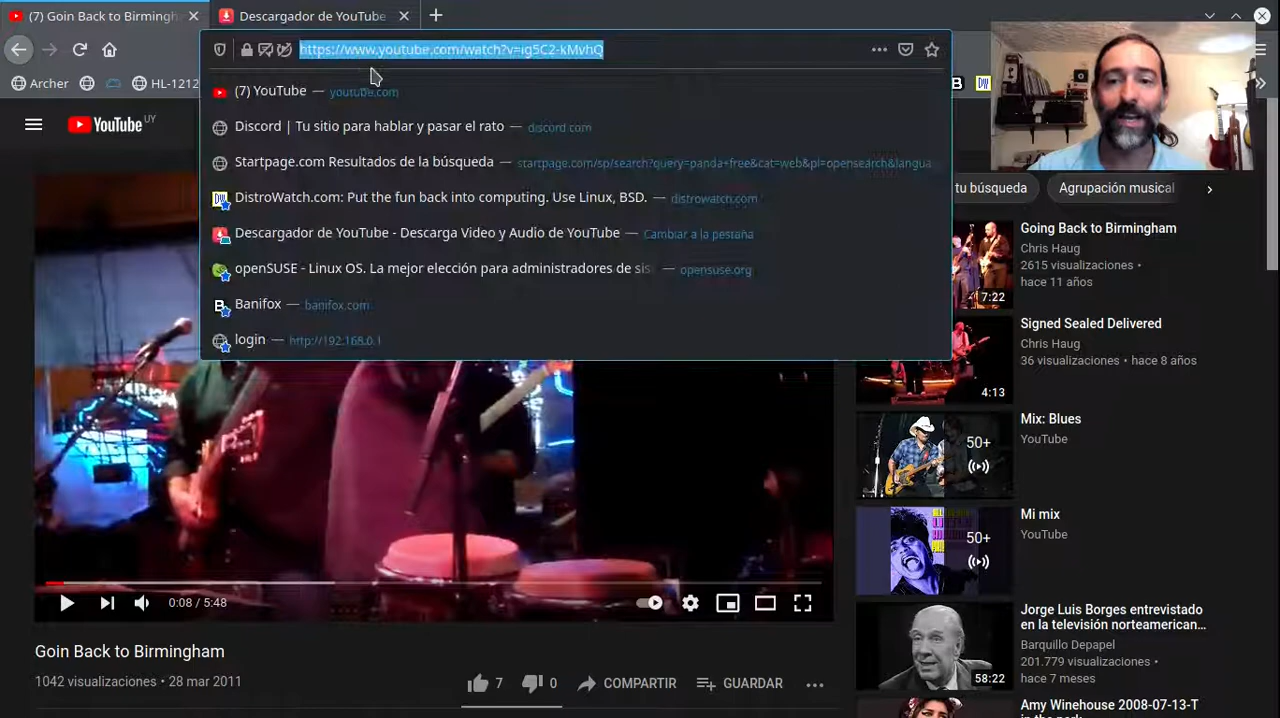 (7) Goin Back to Birmingh
Descargador de YouTube
https://www.youtube.com/watch?v=ig5C2-kMvhQ
Archer
HL-1212
(7) YouTube — youtube.com
Discord | Tu sitio para hablar y pasar el rato — discord.com
Startpage.com Resultados de la búsqueda — startpage.com/sp/search?query=panda+free&cat=web&pl=opensearch&langua
DistroWatch.com: Put the fun back into computing. Use Linux, BSD. — distrowatch.com
Descargador de YouTube - Descarga Video y Audio de YouTube — Cambiar a la pestaña
openSUSE - Linux OS. La mejor elección para administradores de sis — opensuse.org
Banifox — banifox.com
login — http://192.168.0.1
YouTube UY
tu búsqueda
Agrupación musical
Going Back to Birmingham
Chris Haug
2615 visualizaciones •
hace 11 años
7:22
Signed Sealed Delivered
Chris Haug
36 visualizaciones • hace 8 años
4:13
Mix: Blues
YouTube
50+
Mi mix
YouTube
50+
Jorge Luis Borges entrevistado
en la televisión norteamerican...
Barquillo Depapel
201.779 visualizaciones •
hace 7 meses
58:22
Amy Winehouse 2008-07-13-T
0:08 / 5:48
Goin Back to Birmingham
1042 visualizaciones • 28 mar 2011
7
0
COMPARTIR
GUARDAR